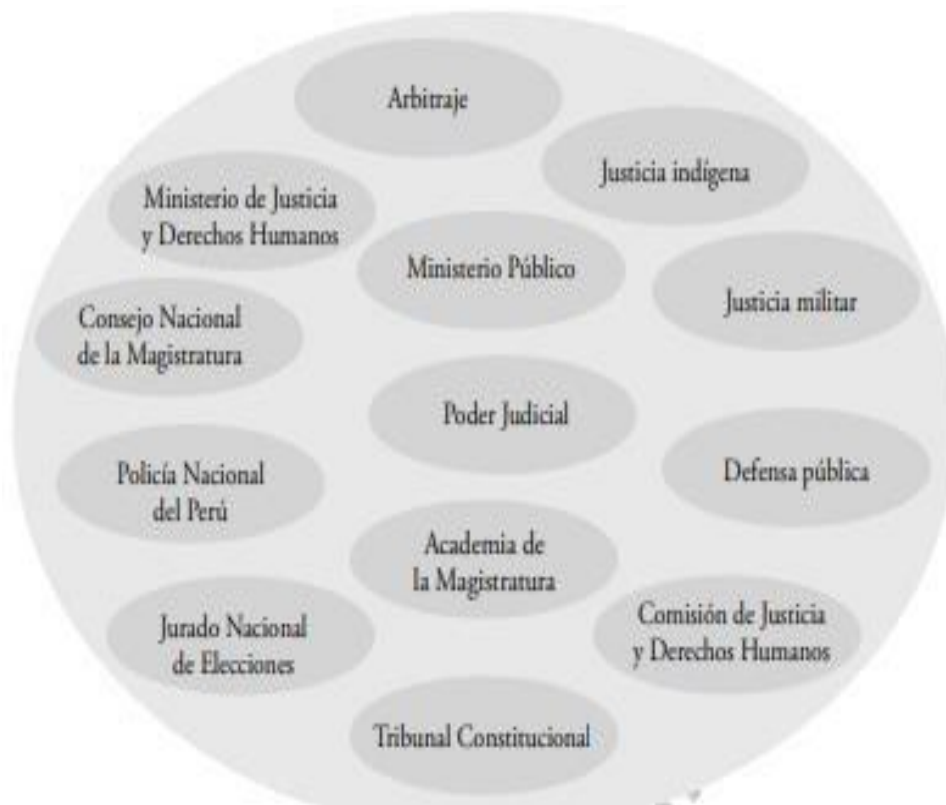 Arbitraje
Justicia indígena
Ministerio de Justicia
y Derechos Humanos
Ministerio Público
Justicia militar
Consejo Nacional
de la Magistratura
Poder Judicial
Policía Nacional
del Perú
Defensa pública
Academia de
la Magistratura
Jurado Nacional
de Elecciones
Comisión de Justicia
y Derechos Humanos
Tribunal Constitucional